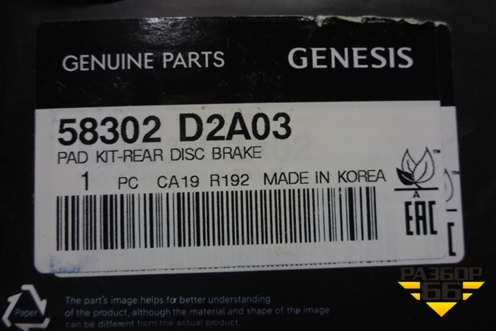 GENUINE PARTS GENESIS
58302 D2A03
PAD KIT-REAR DISC BRAKE
1 PC CA19 R192 MADE IN KOREA
A
EAC
Paper
The part's image helps for better understanding
of the product, although material and shape of the image
can be different from the actual product.
РАЗБОР
66